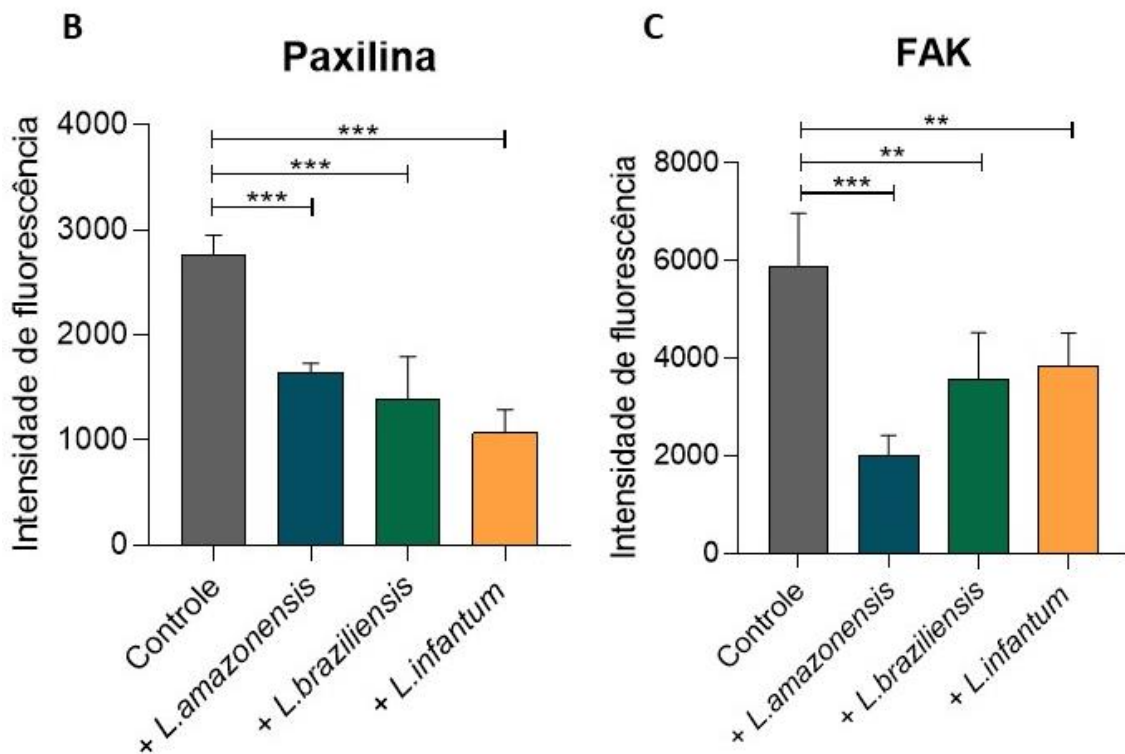 B
Paxilina
Intensidade de fluorescência
4000
3000
2000
1000
0
***
***
***
Controle
+ L.amazonensis
+ L.braziliensis
+ L.infantum
C
FAK
Intensidade de fluorescência
8000
6000
4000
2000
0
**
**
***
Controle
+ L.amazonensis
+ L.braziliensis
+ L.infantum